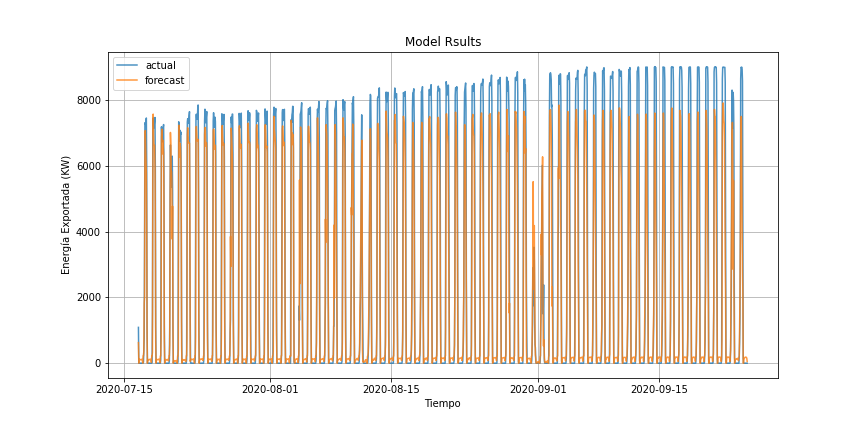 Model Rsults
actual
forecast
Energía Exportada (KW)
8000
6000
4000
2000
0
2020-07-15
2020-08-01
2020-08-15
2020-09-01
2020-09-15
Tiempo